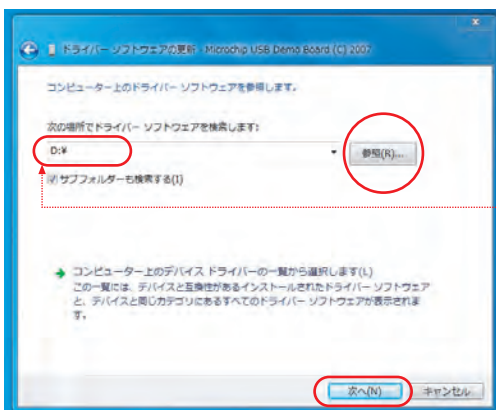 ドライバー ソフトウェアの更新 - Microchip USB Demo Board (C) 2007
コンピューター上のドライバー ソフトウェアを参照します。
次の場所でドライバー ソフトウェアを検索します:
D:¥
参照(R)...
サブフォルダーも検索する(I)
コンピューター上のデバイス ドライバーの一覧から選択します(L)
この一覧には、デバイスと互換性があるインストールされたドライバー ソフトウェア
と、デバイスと同じカテゴリにあるすべてのドライバー ソフトウェアが表示されま
す。
次へ(N)
キャンセル